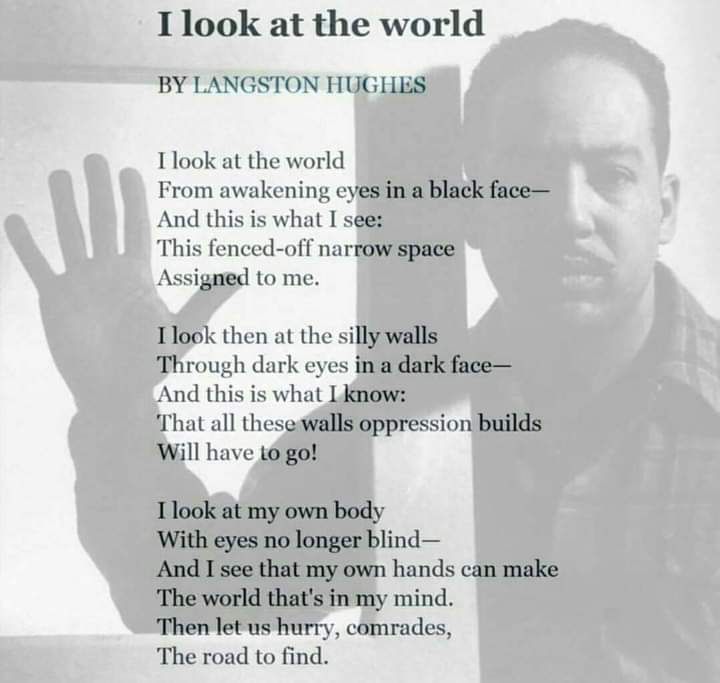 I look at the world
BY LANGSTON HUGHES
I look at the world
From awakening eyes in a black face—
And this is what I see:
This fenced-off narrow space
Assigned to me.
I look then at the silly walls
Through dark eyes in a dark face—
And this is what I know:
That all these walls oppression builds
Will have to go!
I look at my own body
With eyes no longer blind—
And I see that my own hands can make
The world that's in my mind.
Then let us hurry, comrades,
The road to find.